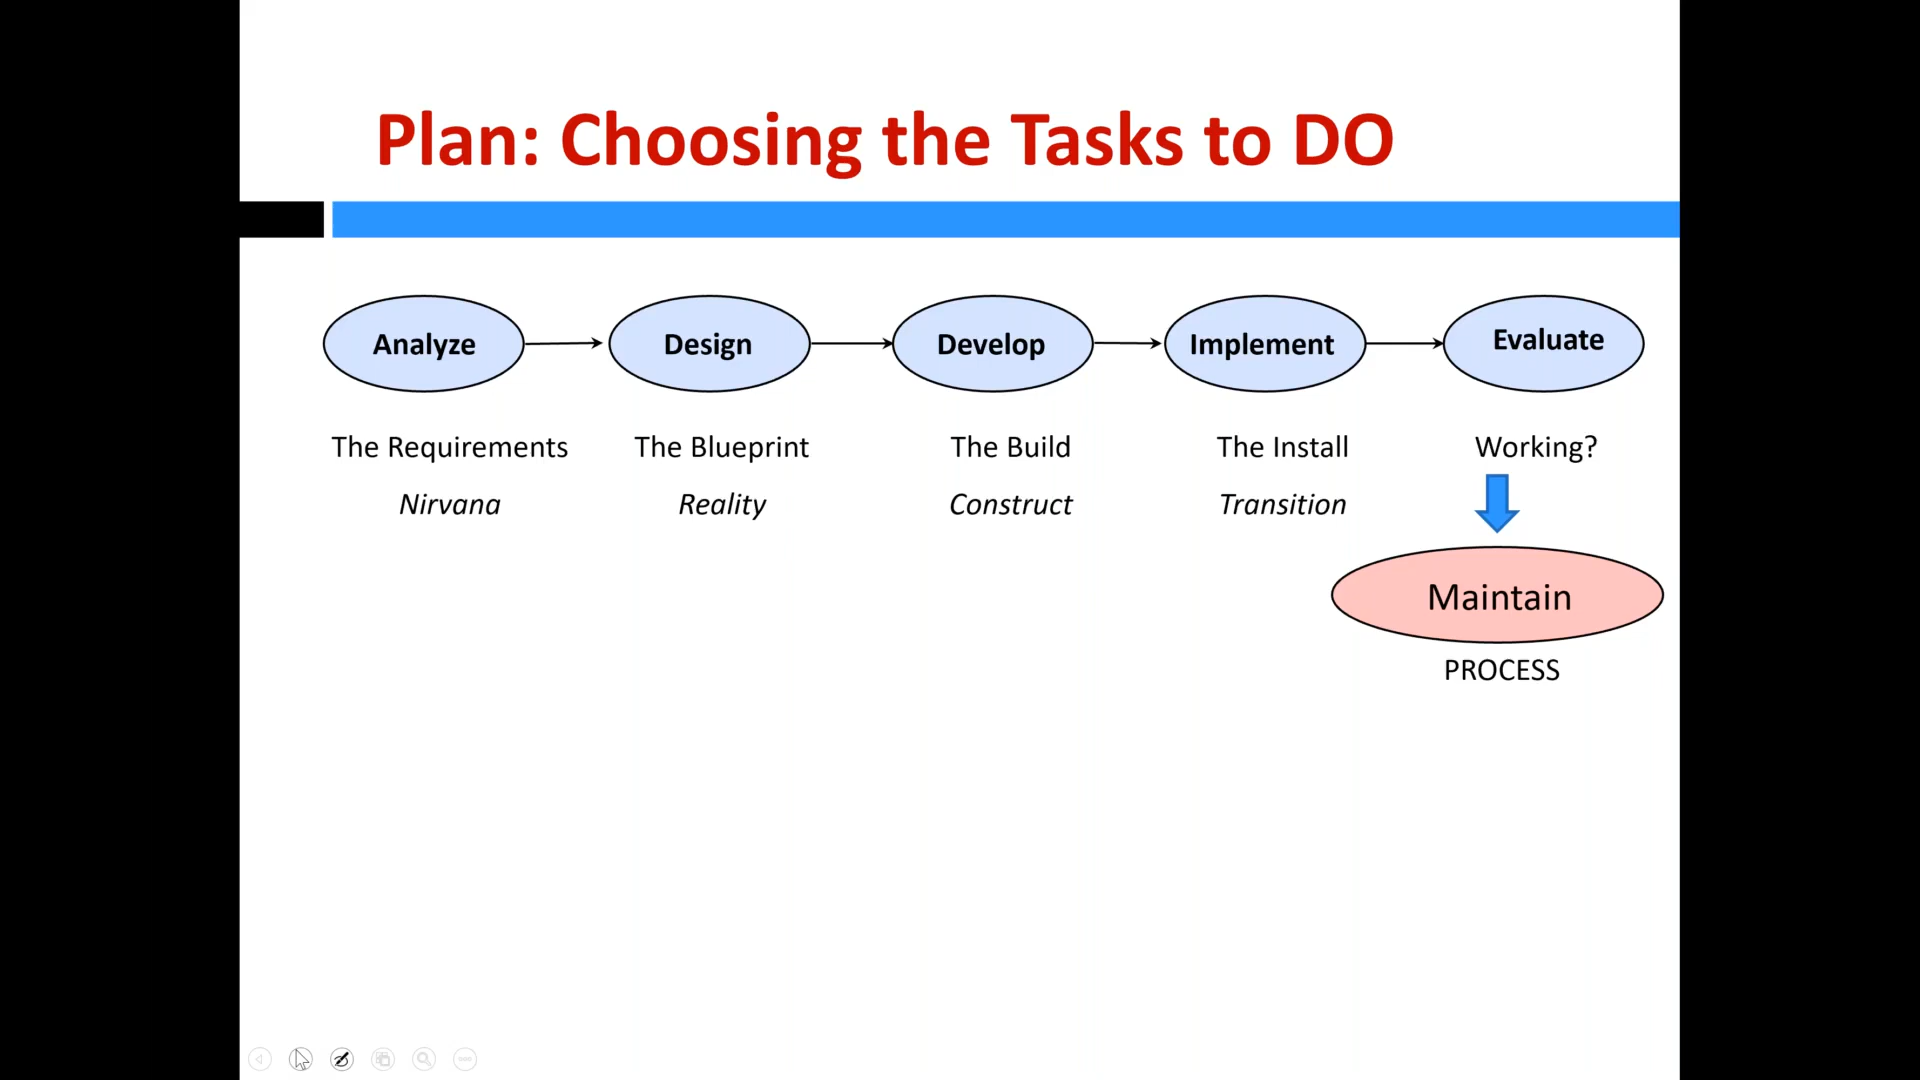 Plan: Choosing the Tasks to DO
Analyze
Design
Develop
Implement
Evaluate
The Requirements
The Blueprint
The Build
The Install
Working?
Nirvana
Reality
Construct
Transition
Maintain
PROCESS